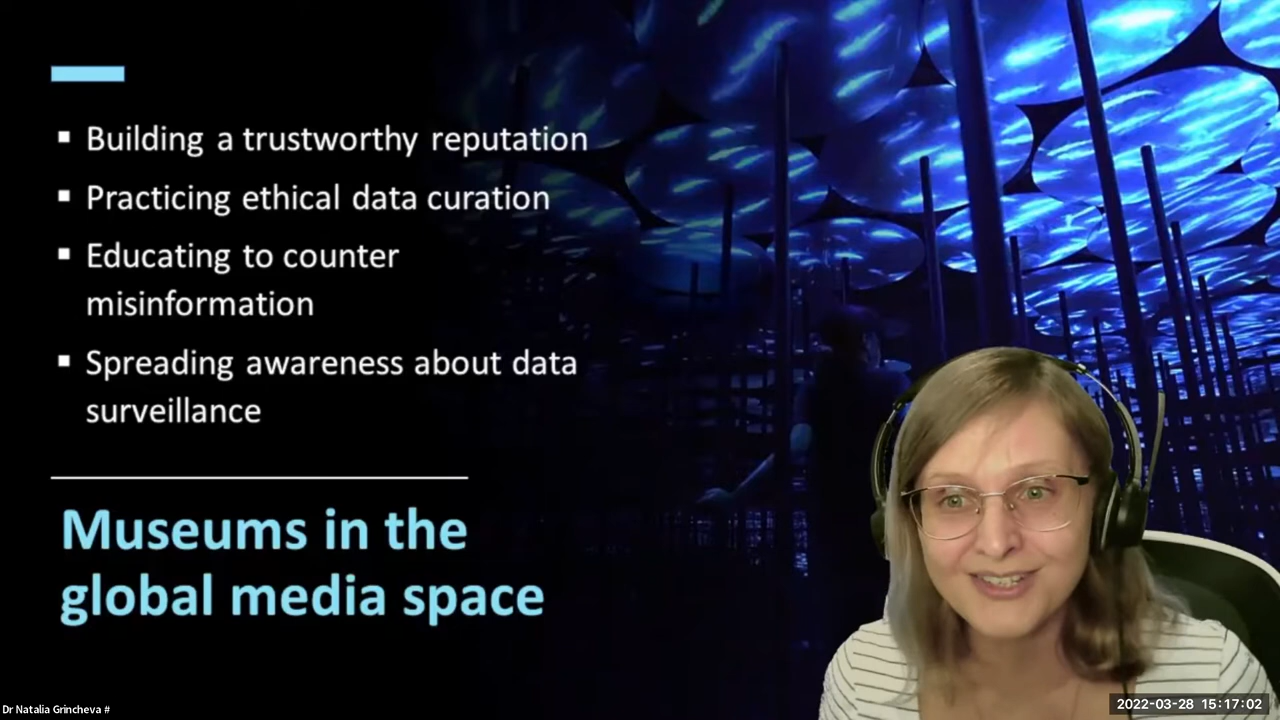 Building a trustworthy reputation
Practicing ethical data curation
Educating to counter
misinformation
Spreading awareness about data
surveillance
Museums in the
global media space
Dr Natalia Grincheva #
2022-03-28 15:17:02